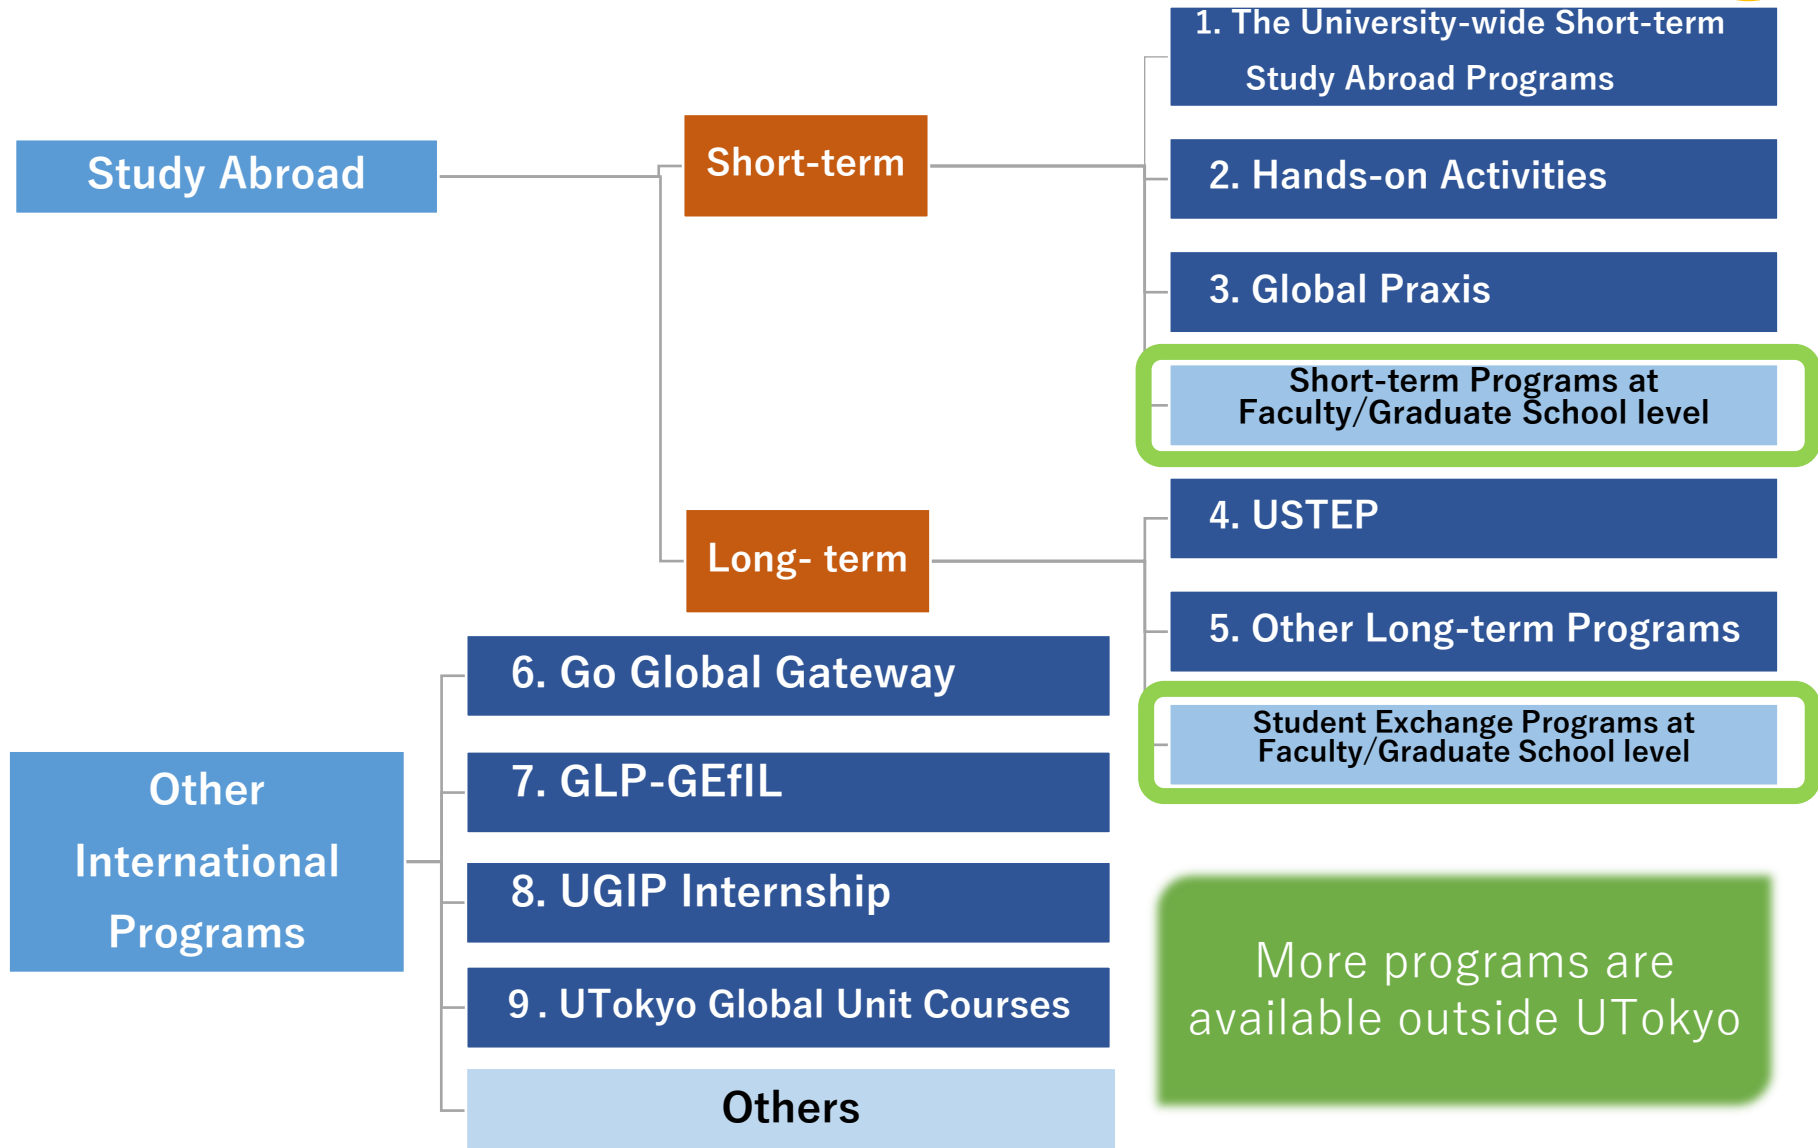 1. The University-wide Short-term
Study Abroad Programs
Study Abroad
Short-term
2. Hands-on Activities
3. Global Praxis
Short-term Programs at
Faculty/Graduate School level
Long- term
4. USTEP
5. Other Long-term Programs
Student Exchange Programs at
Faculty/Graduate School level
Other
International
Programs
6. Go Global Gateway
7. GLP-GEfIL
8. UGIP Internship
9. UTokyo Global Unit Courses
Others
More programs are
available outside UTokyo